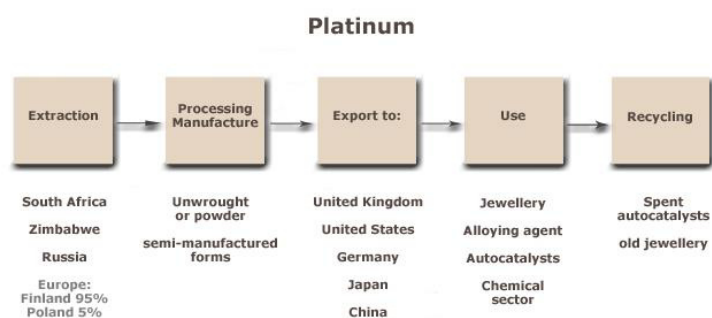 Platinum
Extraction
Processing
Manufacture
Export to:
Use
Recycling
South Africa
Zimbabwe
Russia
Europe:
Finland 95%
Poland 5%
Unwrought
or powder
semi-manufactured
forms
United Kingdom
United States
Germany
Japan
China
Jewellery
Alloying agent
Autocatalysts
Chemical
sector
Spent
autocatalysts
old jewellery